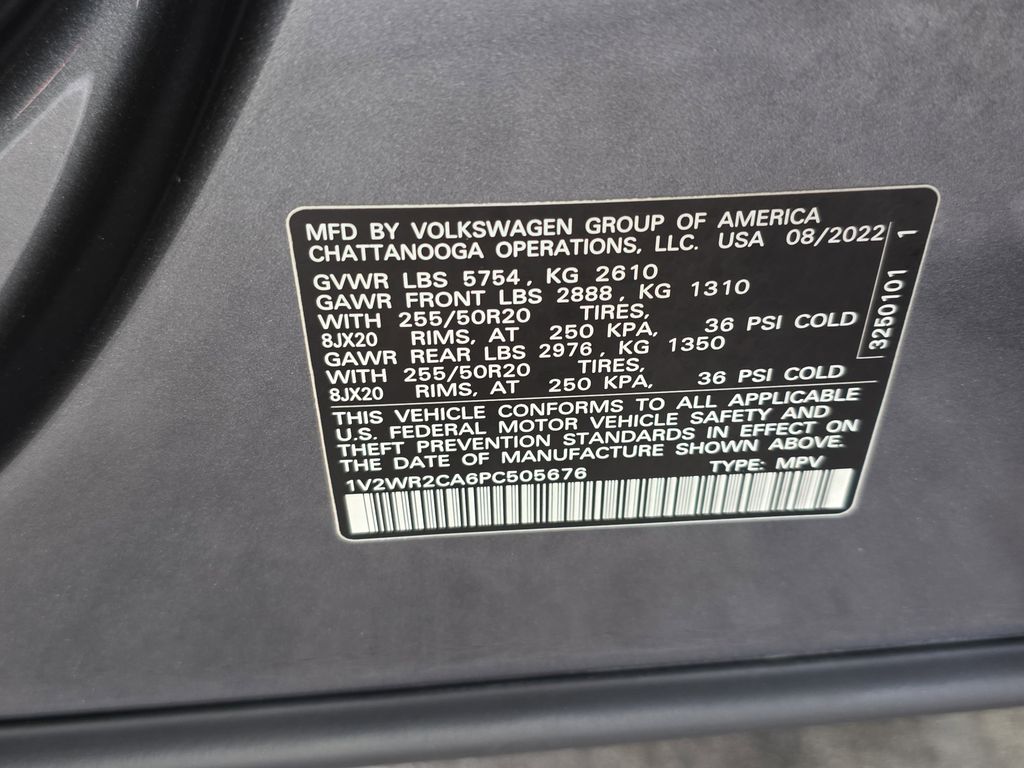 MFD BY VOLKSWAGEN GROUP OF AMERICA
CHATTANOOGA OPERATIONS, LLC. USA 08/2022
GVWR LBS 5754, KG 2610
GAWR FRONT LBS 2888, KG 1310
WITH 255/50R20 TIRES,
8JX20 RIMS, AT 250 KPA, 36 PSI COLD
GAWR REAR LBS 2976, KG 1350
WITH 255/50R20 TIRES,
8JX20 RIMS, AT 250 KPA, 36 PSI COLD
THIS VEHICLE CONFORMS TO ALL APPLICABLE
U.S. FEDERAL MOTOR VEHICLE SAFETY AND
THEFT PREVENTION STANDARDS IN EFFECT ON
THE DATE OF MANUFACTURE SHOWN ABOVE.
1V2WR2CA6PC505676 TYPE: MPV
3250101 1